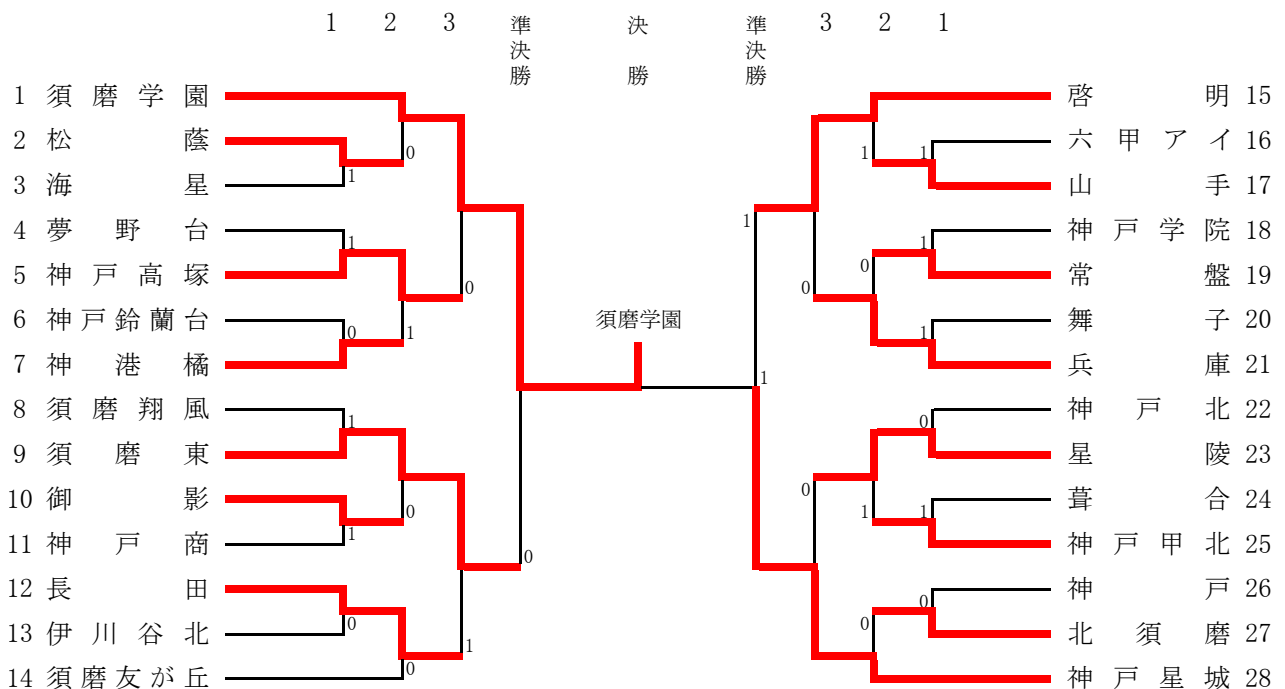 1 2 3 準決勝 決勝 準決勝 3 2 1
1 須磨学園 啓明 15
2 松蔭 0 1 1 六甲アイ 16
3 海星 1 山手 17
4 夢野台 1 1 1 神戸学院 18
5 神戸高塚 0 0 0 常盤 19
6 神戸鈴蘭台 0 1 須磨学園 1 舞子 20
7 神港橘 1 兵庫 21
8 須磨翔風 1 0 神戸北 22
9 須磨東 星陵 23
10 御影 0 0 1 1 葺合 24
11 神戸商 1 0 神戸甲北 25
12 長田 0 神戸 26
13 伊川谷北 0 1 0 北須磨 27
14 須磨友が丘 0 神戸星城 28